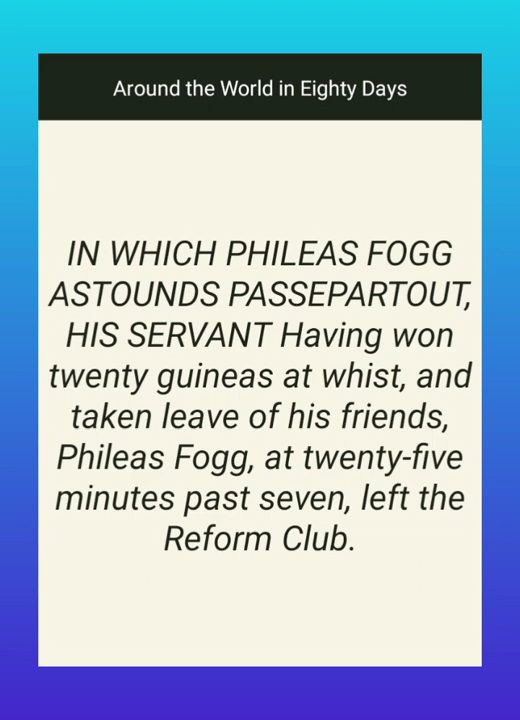 Around the World in Eighty Days
IN WHICH PHILEAS FOGG
ASTOUNDS PASSEPARTOUT,
HIS SERVANT Having won
twenty guineas at whist, and
taken leave of his friends,
Phileas Fogg, at twenty-five
minutes past seven, left the
Reform Club.